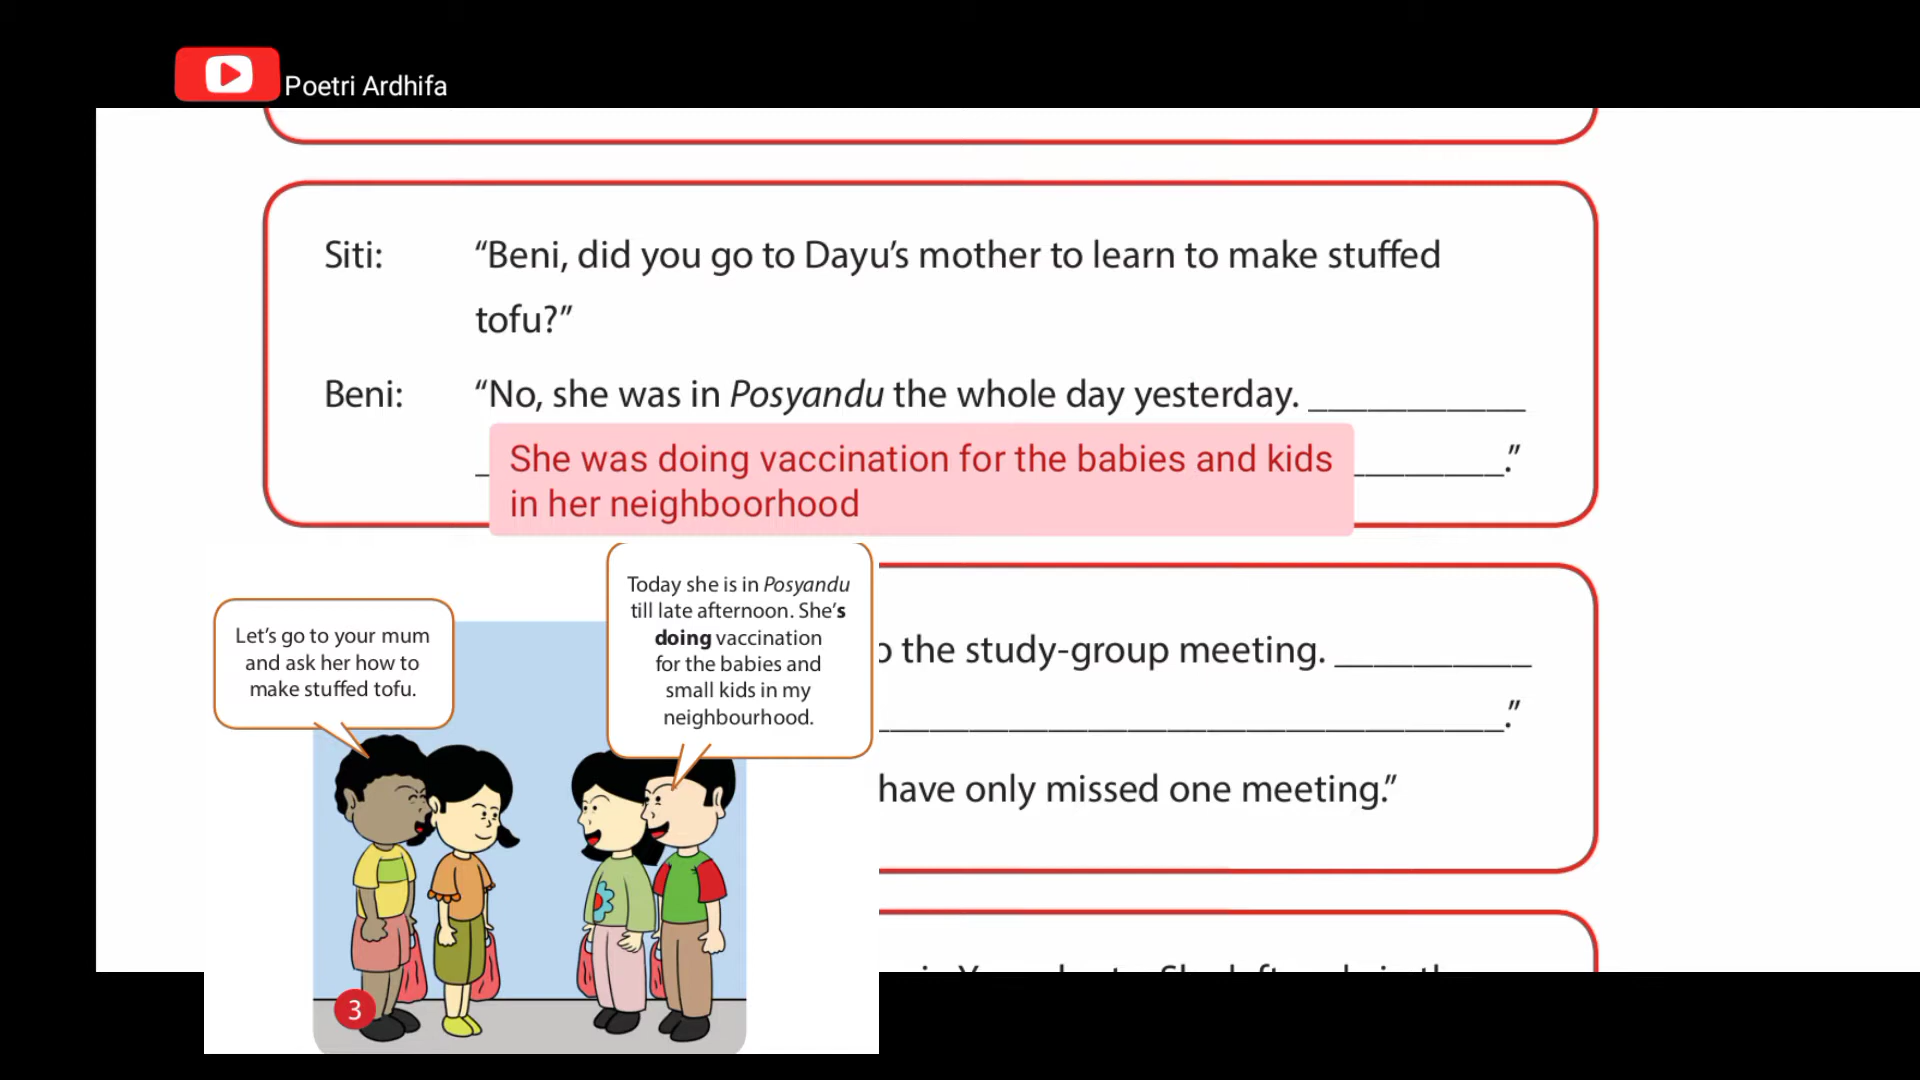 Poetri Ardhifa
Siti: “Beni, did you go to Dayu’s mother to learn to make stuffed
tofu?”
Beni: “No, she was in Posyandu the whole day yesterday. ___________
_ She was doing vaccination for the babies and kids ________.”
in her neighboorhood
Let’s go to your mum
and ask her how to
make stuffed tofu.
Today she is in Posyandu
till late afternoon. She’s
doing vaccination
for the babies and
small kids in my
neighbourhood.
the study-group meeting. __________
________________________________.”
have only missed one meeting.”
3